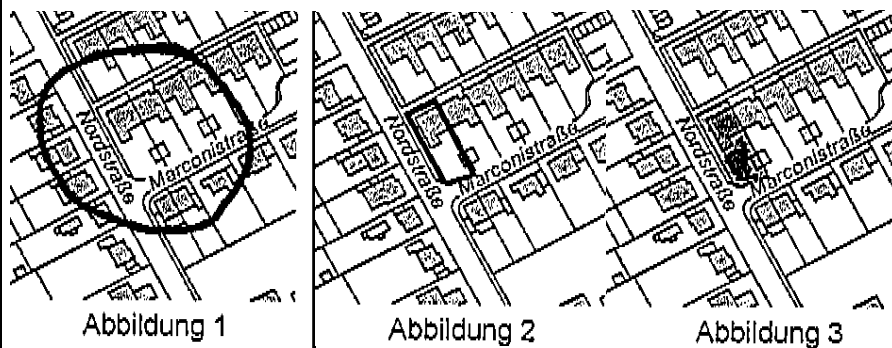 Nordstraße
Marconistraße
Nordstraße
Marconistraße
Nordstraße
Marconistraße
Abbildung 1
Abbildung 2
Abbildung 3